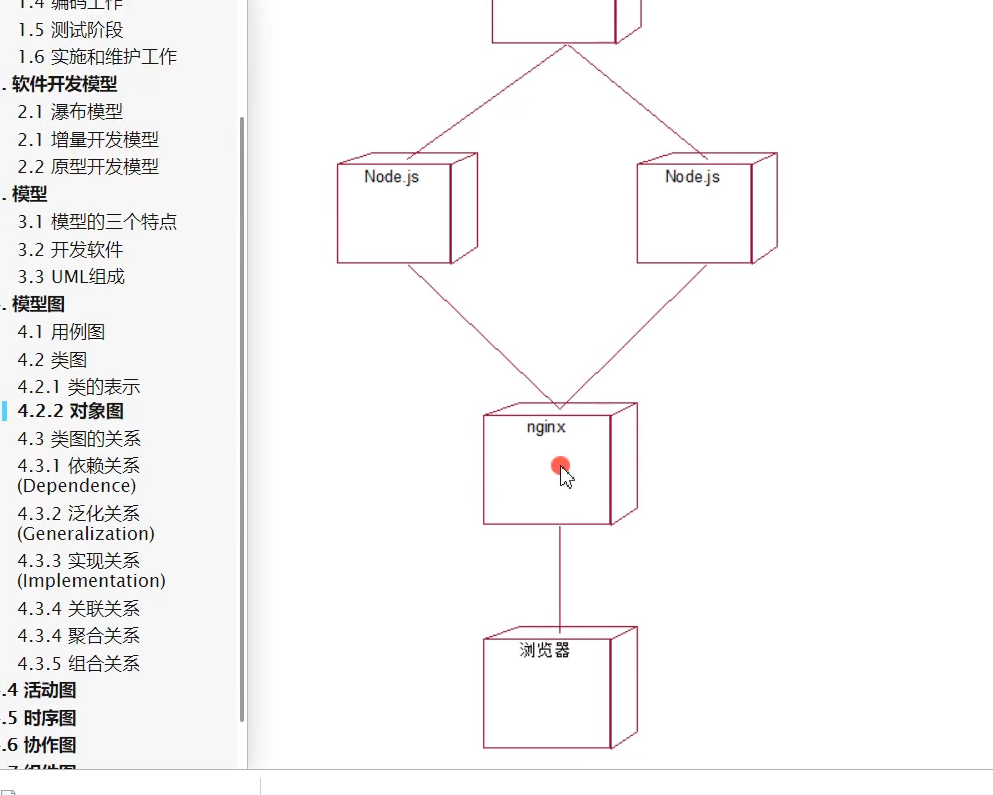 1.4 编码工作
1.5 测试阶段
1.6 实施和维护工作
. 软件开发模型
2.1 瀑布模型
2.1 增量开发模型
2.2 原型开发模型
. 模型
3.1 模型的三个特点
3.2 开发软件
3.3 UML组成
. 模型图
4.1 用例图
4.2 类图
4.2.1 类的表示
4.2.2 对象图
4.3 类图的关系
4.3.1 依赖关系
(Dependence)
4.3.2 泛化关系
(Generalization)
4.3.3 实现关系
(Implementation)
4.3.4 关联关系
4.3.4 聚合关系
4.3.5 组合关系
.4 活动图
.5 时序图
.6 协作图
Node.js
Node.js
nginx
浏览器